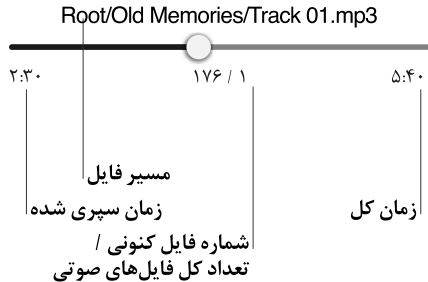 Root/Old Memories/Track 01.mp3
۲:۳۰
۱۷۶ / ۱
۵:۴۰
مسیر فایل
زمان سپری شده
زمان کل
شماره فایل کنونی /
تعداد کل فایل‌های صوتی